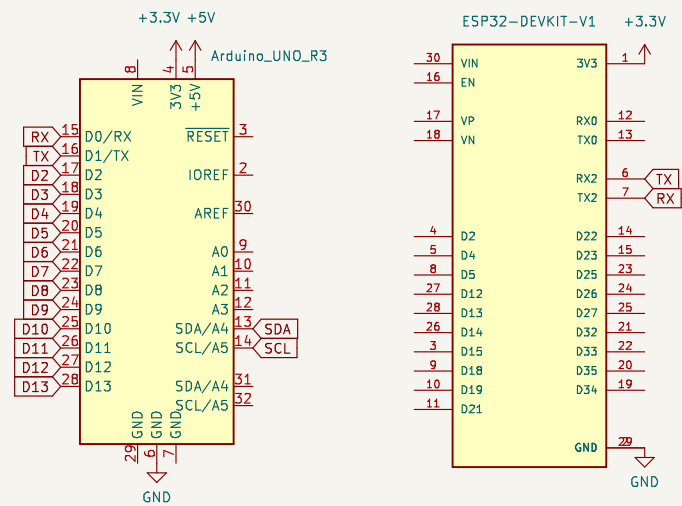 +3.3V +5V
Arduino_UNO_R3
8 4 5
VIN 3V3 +5V
RX 15 D0/RX RESET 3
TX 16 D1/TX
D2 17 D2 IOREF 2
D3 18 D3
D4 19 D4 AREF 30
D5 20 D5
D6 21 D6 A0 9
D7 22 D7 A1 10
D8 23 D8 A2 11
D9 24 D9 A3 12
D10 25 D10 SDA/A4 13 SDA
D11 26 D11 SCL/A5 14 SCL
D12 27 D12
D13 28 D13 SDA/A4 31
SCL/A5 32
GND GND GND
29 6 7
GND
ESP32-DEVKIT-V1 +3.3V
30 VIN 3V3 1
16 EN
17 VP RX0 12
18 VN TX0 13
RX2 6 TX
TX2 7 RX
4 D2 D22 14
5 D4 D23 15
8 D5 D25 23
27 D12 D26 24
28 D13 D27 25
26 D14 D32 21
3 D15 D33 22
9 D18 D35 20
10 D19 D34 19
11 D21
GND
GND